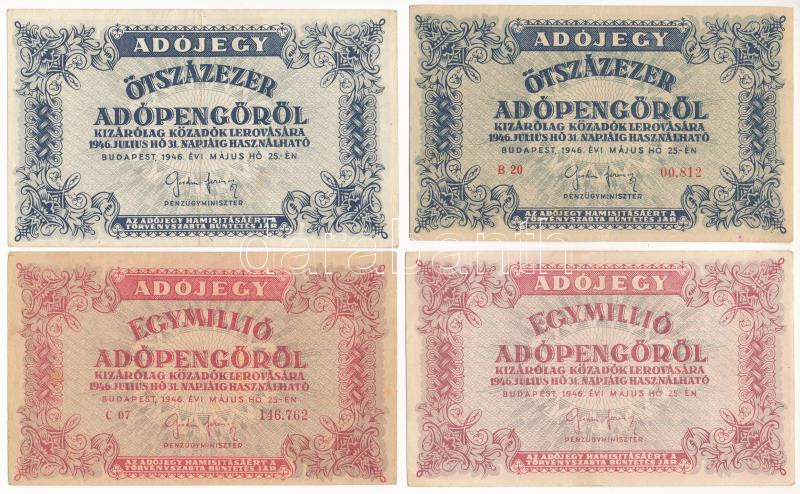 ADÓJEGY
ÖTSZÁZEZER
ADÓPENGŐRŐL
KIZÁRÓLAG KÖZADÓK LEROVÁSÁRA
1946. JULIUS HÓ 31. NAPJÁIG HASZNÁLHATÓ
BUDAPEST, 1946. ÉVI MÁJUS HÓ 25.-ÉN
PÉNZÜGYMINISZTER
AZ ADÓJEGY HAMISITÁSAÉRT A
TÖRVÉNYSZABTA BÜNTETÉS JÁR
ADÓJEGY
ÖTSZÁZEZER
ADÓPENGŐRŐL
KIZÁRÓLAG KÖZADÓK LEROVÁSÁRA
1946. JULIUS HÓ 31. NAPJÁIG HASZNÁLHATÓ
BUDAPEST, 1946. ÉVI MÁJUS HÓ 25.-ÉN
B 20 00,812
PÉNZÜGYMINISZTER
AZ ADÓJEGY HAMISITÁSAÉRT A
TÖRVÉNYSZABTA BÜNTETÉS JÁR
darabanth
ADÓJEGY
EGYMILLIÓ
ADÓPENGŐRŐL
KIZÁRÓLAG KÖZADÓK LEROVÁSÁRA
1946. JULIUS HÓ 31. NAPJÁIG HASZNÁLHATÓ
BUDAPEST, 1946. ÉVI MÁJUS HÓ 25-ÉN
C 07 146.762
PÉNZÜGYMINISZTER
AZ ADÓJEGY HAMISITÁSAÉRT A
TÖRVÉNYSZABTA BÜNTETÉS JÁR
ADÓJEGY
EGYMILLIÓ
ADÓPENGŐRŐL
KIZÁRÓLAG KÖZADÓK LEROVÁSÁRA
1946. JULIUS HÓ 31. NAPJÁIG HASZNÁLHATÓ
BUDAPEST, 1946. ÉVI MÁJUS HÓ 25-ÉN
PÉNZÜGYMINISZTER
AZ ADÓJEGY HAMISITÁSAÉRT A
TÖRVÉNYSZABTA BÜNTETÉS JÁR